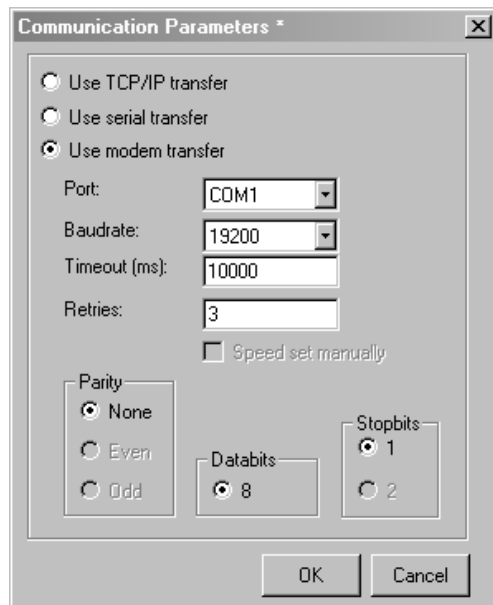 Communication Parameters *
Use TCP/IP transfer
Use serial transfer
Use modem transfer
Port: COM1
Baudrate: 19200
Timeout (ms): 10000
Retries: 3
Speed set manually
Parity
None
Even
Odd
Databits
8
Stopbits
1
2
OK Cancel